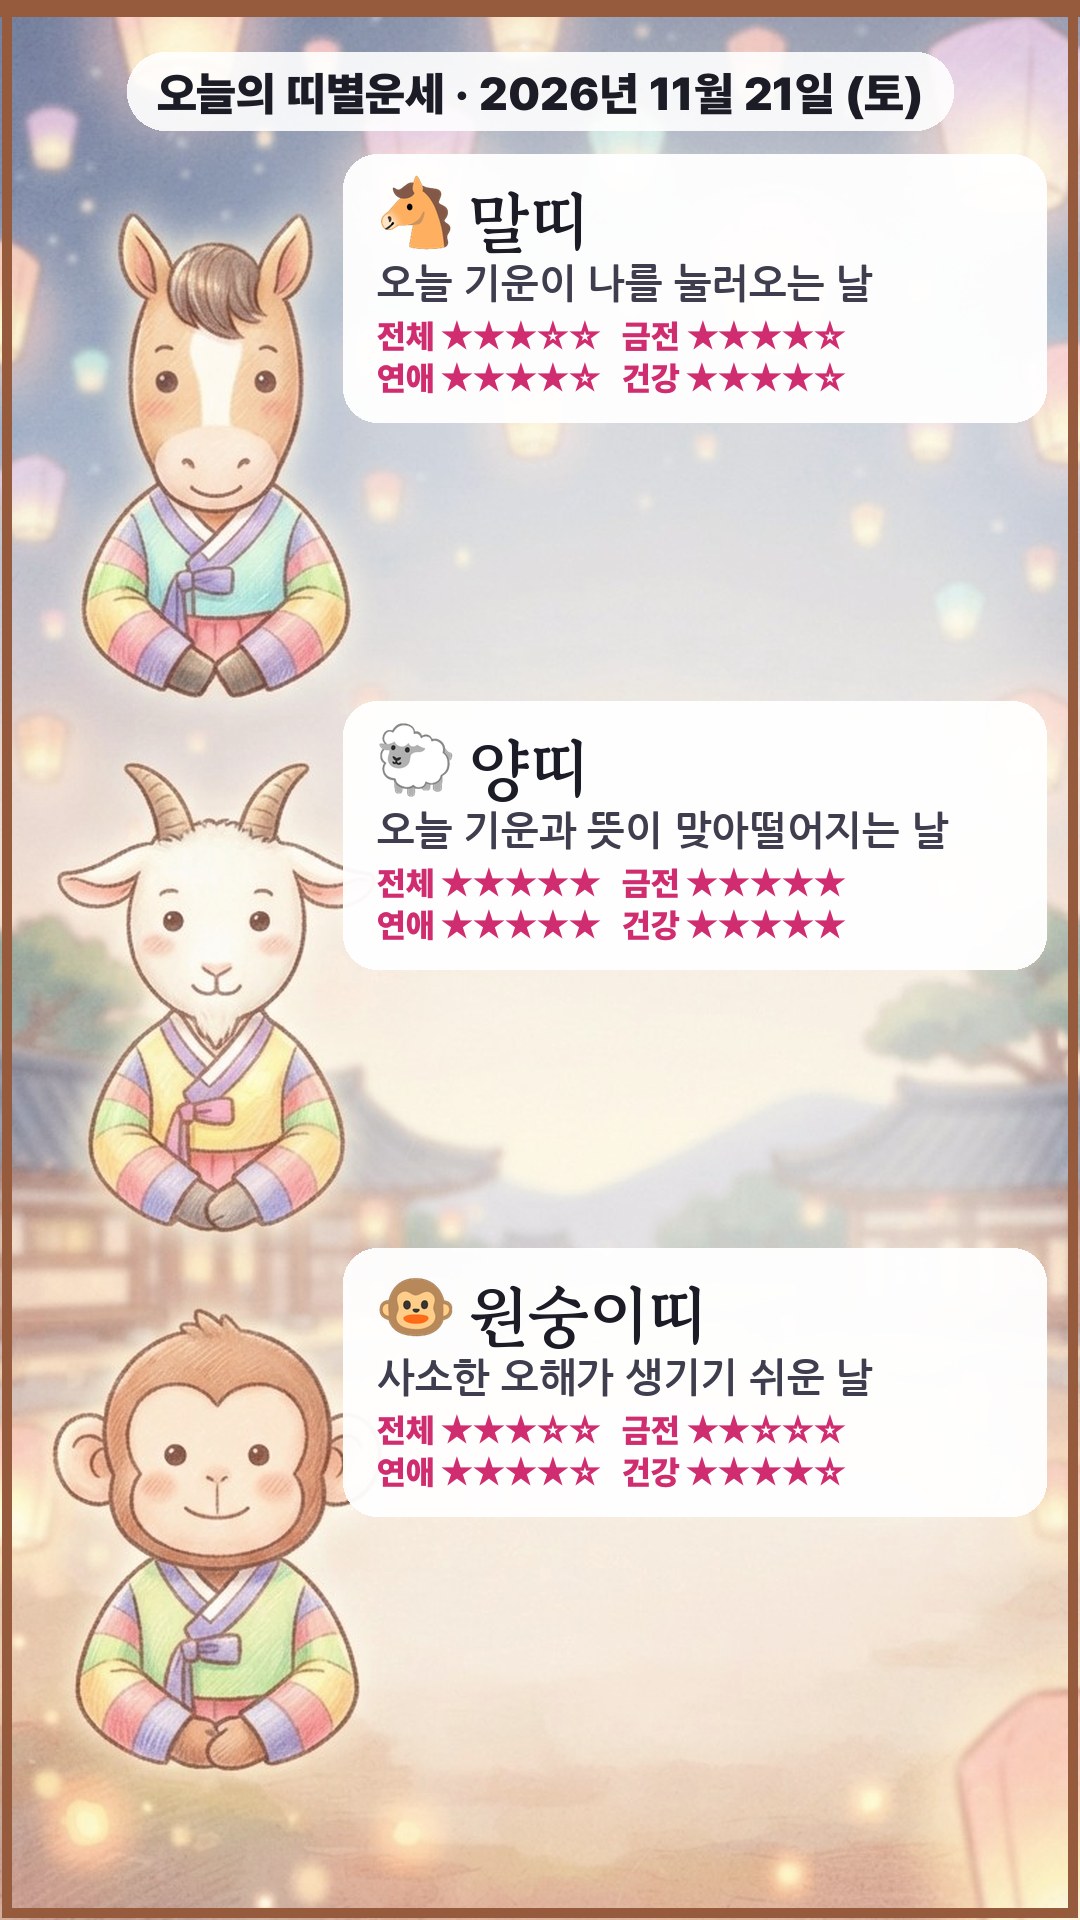 오늘의 띠별운세 · 2026년 11월 21일 (토)
말띠
오늘 기운이 나를 눌러오는 날
전체 ★★★☆☆ 금전 ★★★★☆
연애 ★★★★☆ 건강 ★★★★☆
양띠
오늘 기운과 뜻이 맞아떨어지는 날
전체 ★★★★★ 금전 ★★★★★
연애 ★★★★★ 건강 ★★★★★
원숭이띠
사소한 오해가 생기기 쉬운 날
전체 ★★★☆☆ 금전 ★★☆☆☆
연애 ★★★★☆ 건강 ★★★★☆